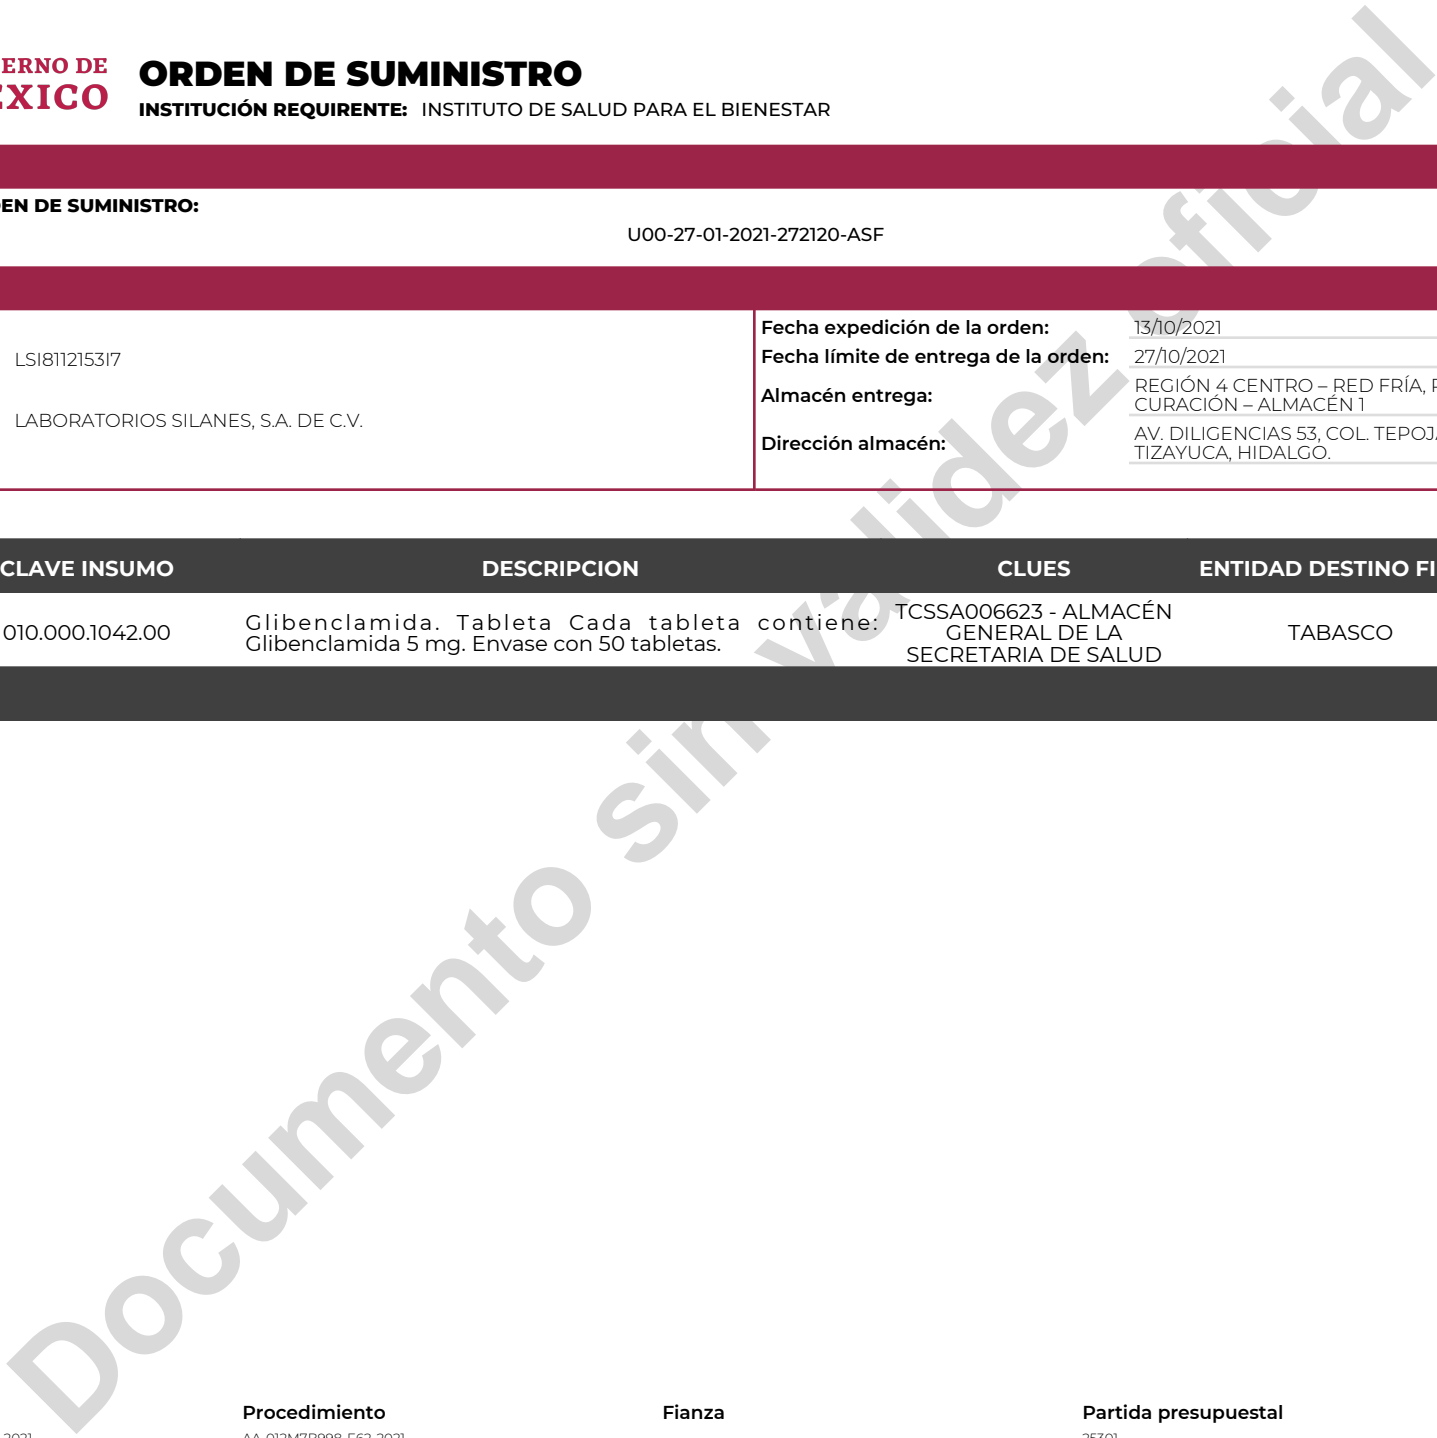 ERNO DE
ORDEN DE SUMINISTRO
INSTITUCIÓN REQUIRENTE: INSTITUTO DE SALUD PARA EL BIENESTAR
EN DE SUMINISTRO:
U00-27-01-2021-272120-ASF
LSI8112153I7
LABORATORIOS SILANES, S.A. DE C.V.
Fecha expedición de la orden: 13/10/2021
Fecha límite de entrega de la orden: 27/10/2021
Almacén entrega:
REGIÓN 4 CENTRO – RED FRÍA,
CURACIÓN – ALMACÉN 1
Dirección almacén:
AV. DILIGENCIAS 53, COL. TEPOJ
TIZAYUCA, HIDALGO.
CLAVE INSUMO DESCRIPCION CLUES ENTIDAD DESTINO FI
010.000.1042.00
Glibenclamida. Tableta Cada tableta contiene:
Glibenclamida 5 mg. Envase con 50 tabletas.
TCSSA006623 - ALMACÉN
GENERAL DE LA
SECRETARIA DE SALUD
TABASCO
Documento sin validez oficial
Procedimiento Fianza Partida presupuestal